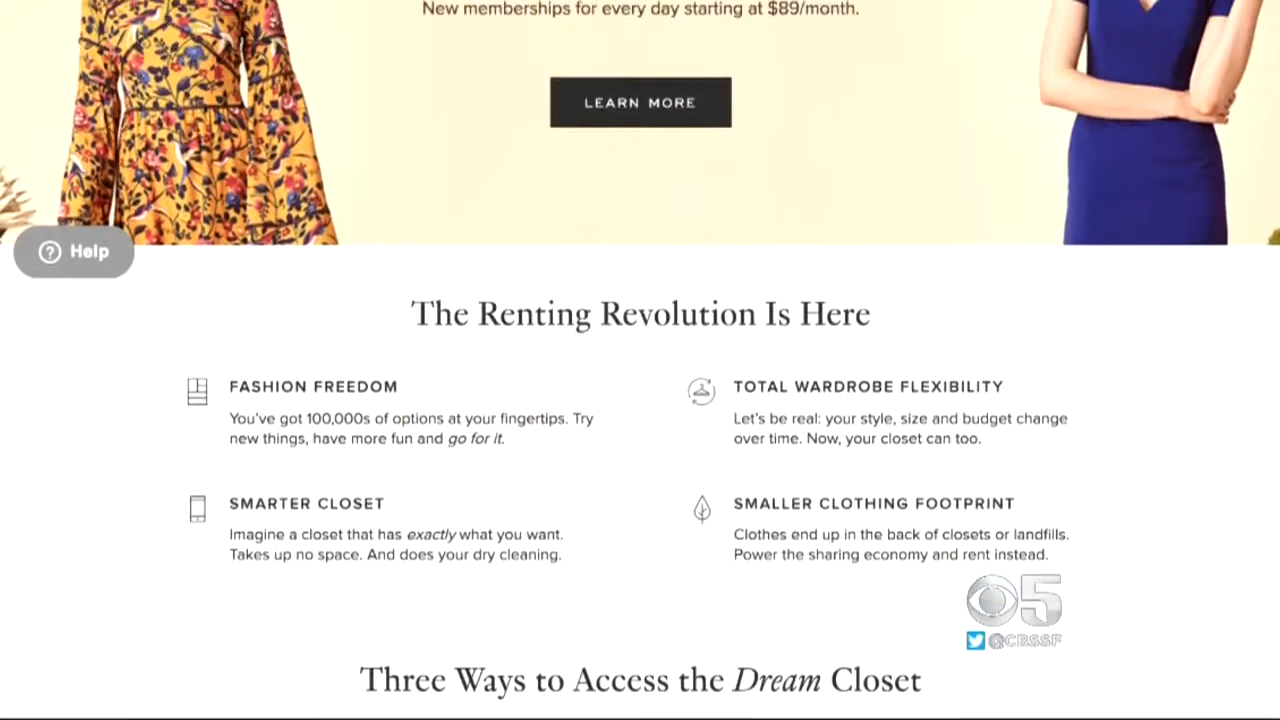 New memberships for every day starting at $89/month.
LEARN MORE
Help
The Renting Revolution Is Here
FASHION FREEDOM
You've got 100,000s of options at your fingertips. Try
new things, have more fun and go for it.
TOTAL WARDROBE FLEXIBILITY
Let's be real: your style, size and budget change
over time. Now, your closet can too.
SMARTER CLOSET
Imagine a closet that has exactly what you want.
Takes up no space. And does your dry cleaning.
SMALLER CLOTHING FOOTPRINT
Clothes end up in the back of closets or landfills.
Power the sharing economy and rent instead.
5
@CBSSF
Three Ways to Access the Dream Closet